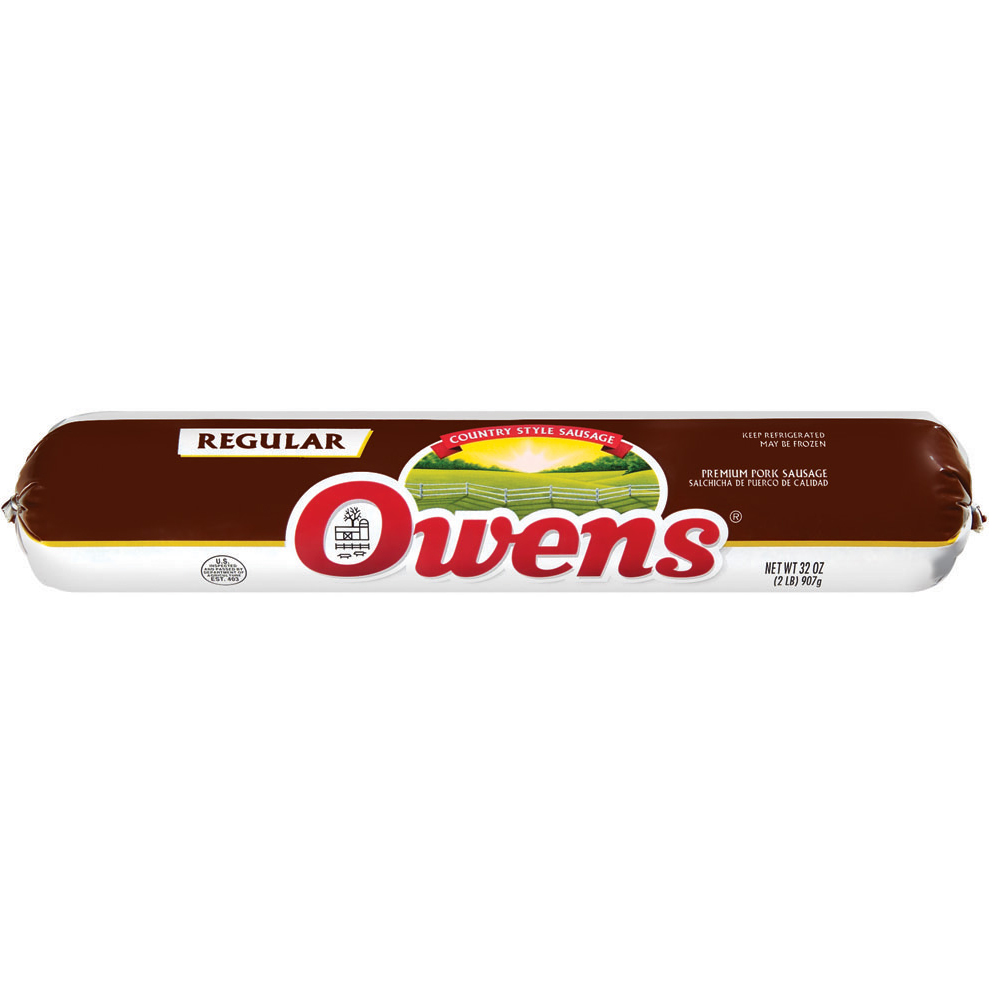 REGULAR
COUNTRY STYLE SAUSAGE
Owens®
KEEP REFRIGERATED
MAY BE FROZEN
PREMIUM PORK SAUSAGE
SALCHICHA DE PUERCO DE CALIDAD
U.S.
INSPECTED
AND PASSED BY
DEPARTMENT OF
AGRICULTURE
EST. 403
NET WT 32 OZ
(2 LB) 907g